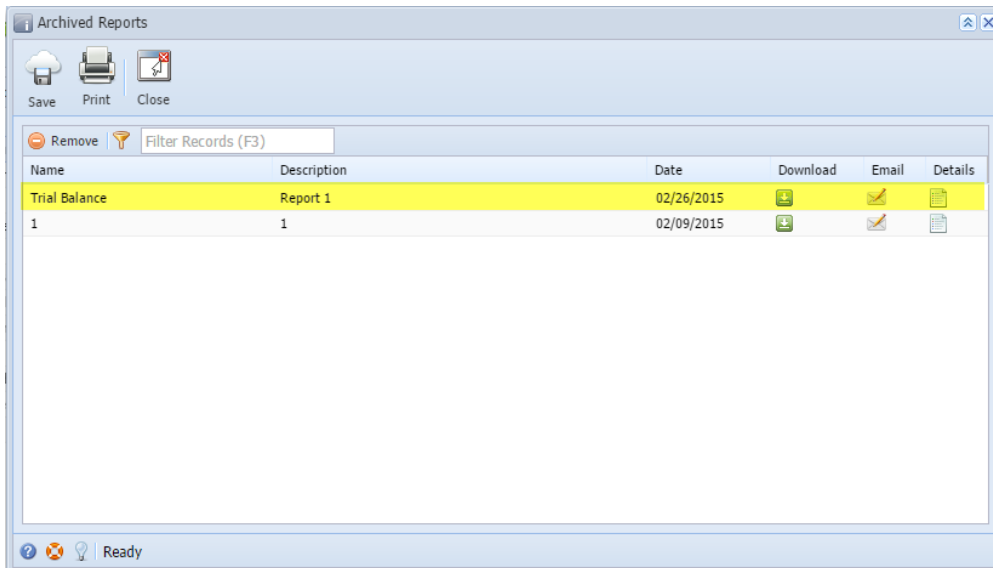 Archived Reports
Save Print Close
Remove Filter Records (F3)
Name Description Date Download Email Details
Trial Balance Report 1 02/26/2015
1 1 02/09/2015
Ready